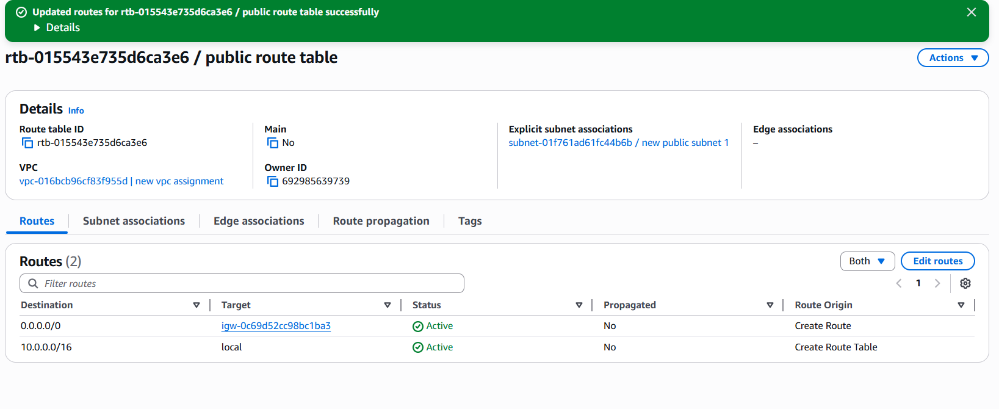 Updated routes for rtb-015543e735d6ca3e6 / public route table successfully
Details
rtb-015543e735d6ca3e6 / public route table
Actions
Details Info
Route table ID
rtb-015543e735d6ca3e6
Main
No
Explicit subnet associations
subnet-01f761ad61fc44b6b / new public subnet 1
Edge associations
–
VPC
vpc-016bcb96cf83f955d | new vpc assignment
Owner ID
692985639739
Routes Subnet associations Edge associations Route propagation Tags
Routes (2)
Both Edit routes
Filter routes
1
Destination Target Status Propagated Route Origin
0.0.0.0/0 igw-0c69d52cc98bc1ba3 Active No Create Route
10.0.0.0/16 local Active No Create Route Table